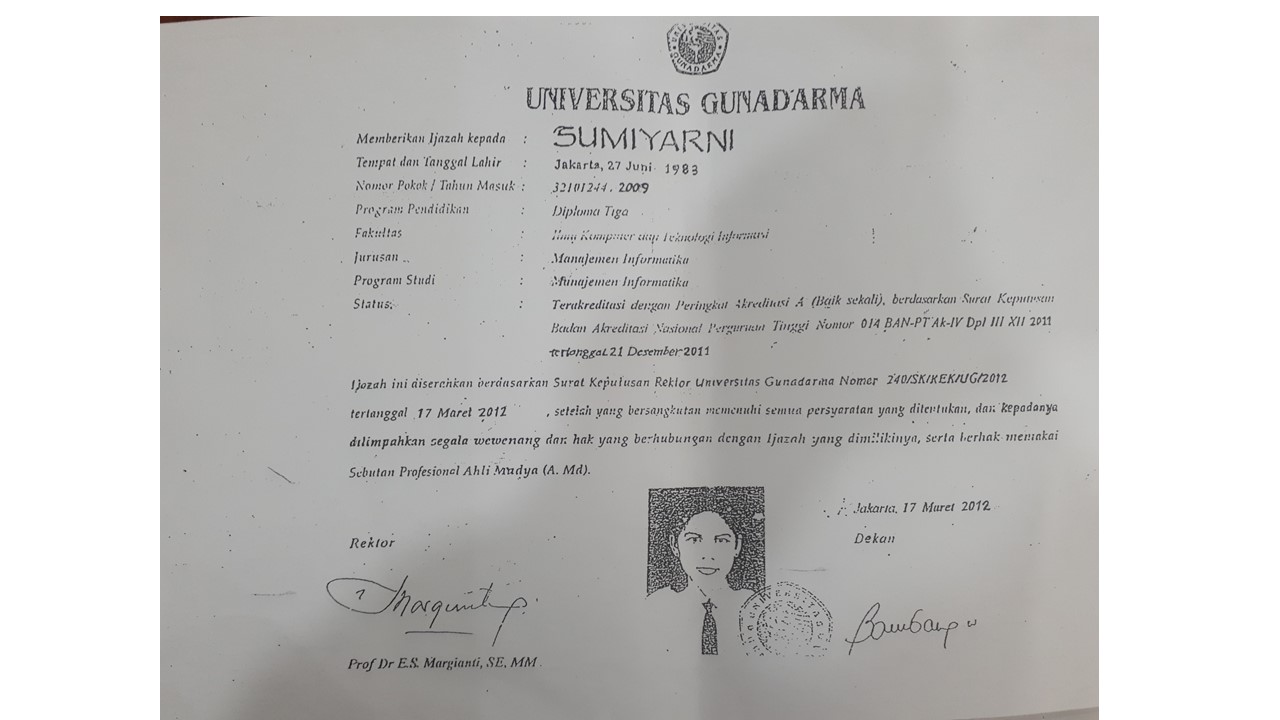 UNIVERSITAS GUNADARMA
UNIVERSITAS GUNADARMA
Memberikan Ijazah kepada : SUMIYARNI
Tempat dan Tanggal Lahir : Jakarta, 27 Juni 1983
Nomor Pokok / Tahun Masuk : 32101244, 2009
Program Pendidikan : Diploma Tiga
Fakultas : Ilmu Komputer dan Teknologi Informasi
Jurusan : Manajemen Informatika
Program Studi : Manajemen Informatika
Status : Terakreditasi dengan Peringkat Akreditasi A (Baik sekali), berdasarkan Surat Keputusan
Badan Akreditasi Nasional Perguruan Tinggi Nomor 014 BAN-PT Ak-IV Dpl III XII 2011
tertanggal 21 Desember 2011
Ijazah ini diserahkan berdasarkan Surat Keputusan Rektor Universitas Gunadarma Nomer 240/SK/REK/UG/2012
tertanggal 17 Maret 2012 , setelah yang bersangkutan memenuhi semua persyaratan yang ditentukan, dan kepadanya
dilimpahkan segala wewenang dan hak yang berhubungan dengan Ijazah yang dimilikinya, serta berhak memakai
Sebutan Profesional Ahli Madya (A. Md).
Jakarta, 17 Maret 2012
Rektor
Dekan
UNIVERSITAS GU
Margianti
Bambang
Prof Dr E.S. Margianti, SE, MM